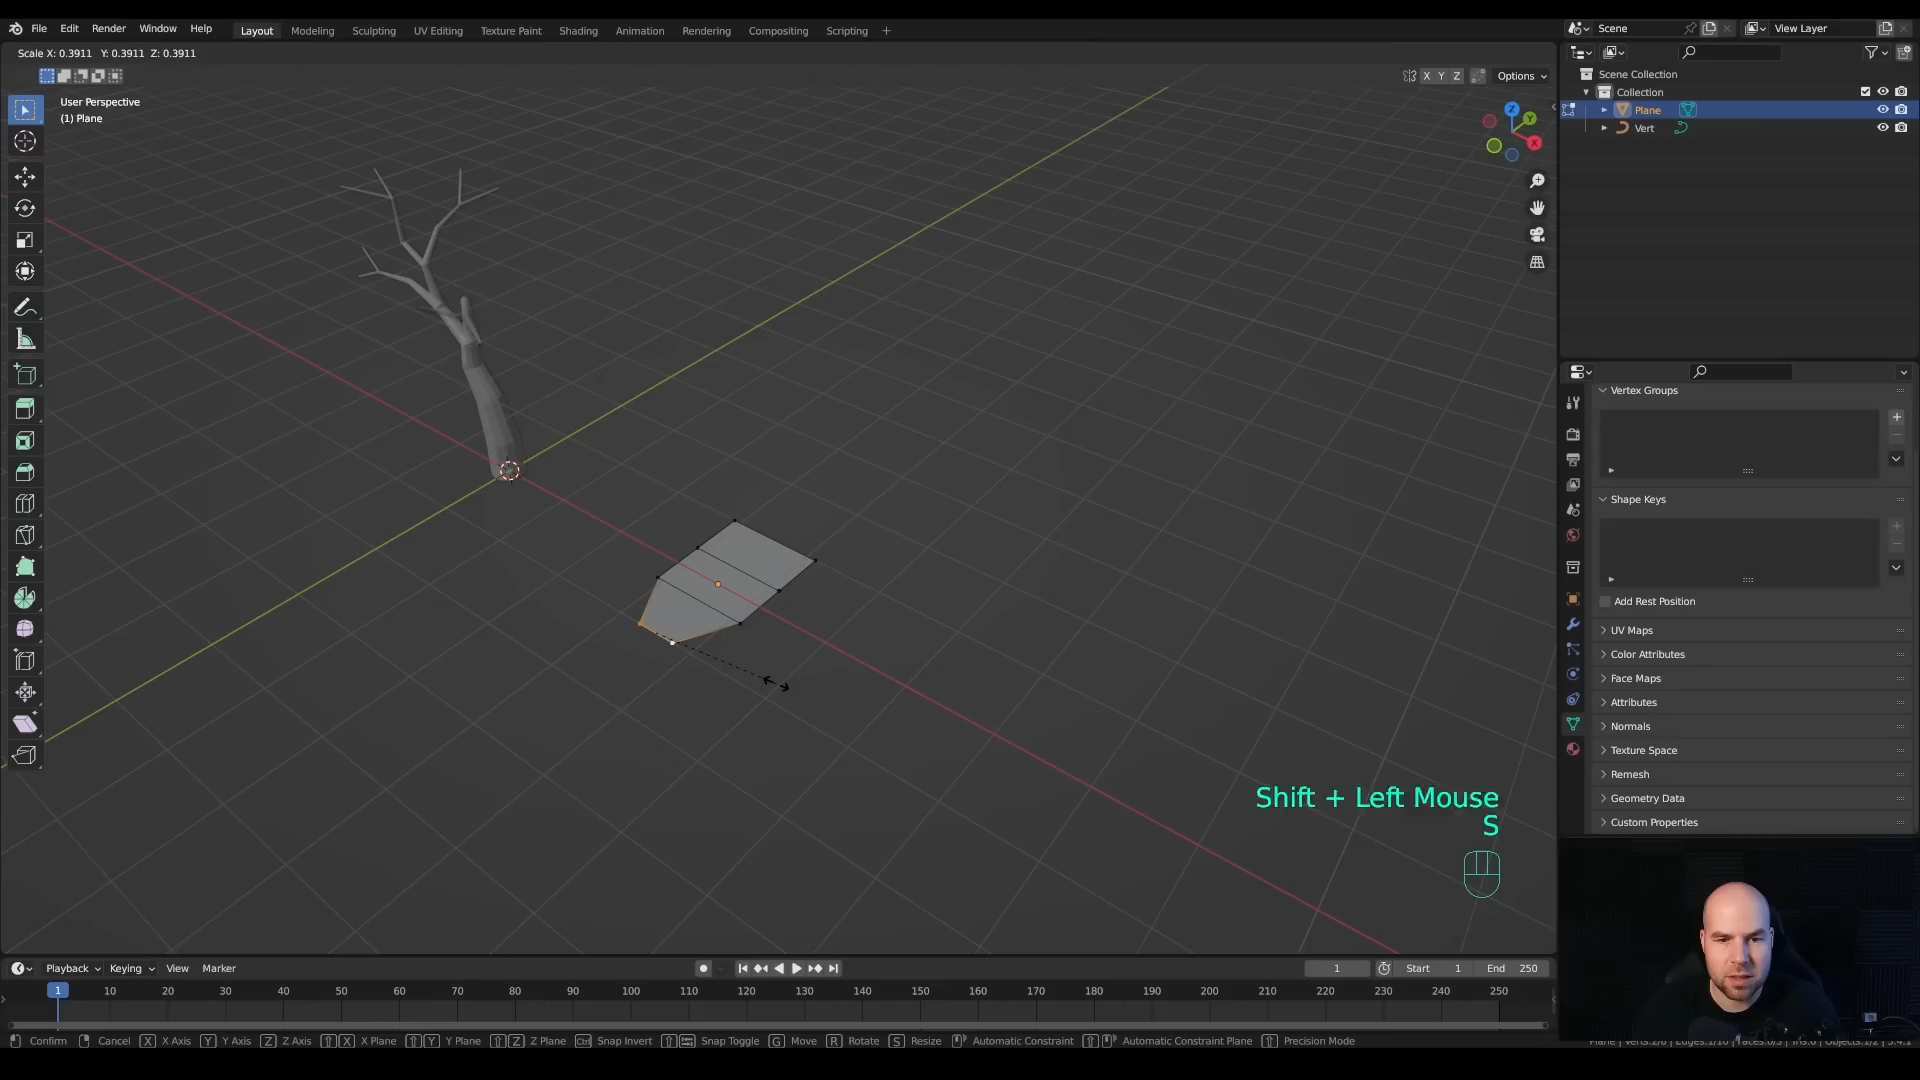 File Edit Render Window Help Layout Modeling Sculpting UV Editing Texture Paint Shading Animation Rendering Compositing Scripting +
Scene
View Layer
Scale X: 0.3911 Y: 0.3911 Z: 0.3911
X Y Z Options
User Perspective
(1) Plane
Z
Y
X
Scene Collection
Collection
Plane
Vert
Vertex Groups
Shape Keys
Add Rest Position
UV Maps
Color Attributes
Face Maps
Attributes
Normals
Texture Space
Remesh
Geometry Data
Custom Properties
Shift + Left Mouse
S
Playback Keying View Marker
1 Start 1 End 250
1 10 20 30 40 50 60 70 80 90 100 110 120 130 140 150 160 170 180 190 200 210 220 230 240 250
Confirm Cancel X X Axis Y Y Axis Z Z Axis X X Plane Y Y Plane Z Z Plane Ctrl Snap Invert Snap Toggle G Move R Rotate S Resize Automatic Constraint Automatic Constraint Plane Precision Mode